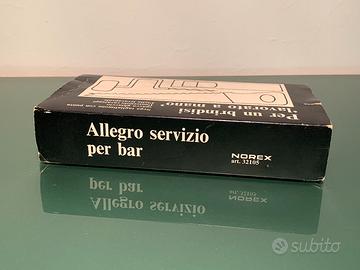 Per un brindisi
lavorato a mano"
Allegro servizio
per bar
NOREX
art. 32105
subito